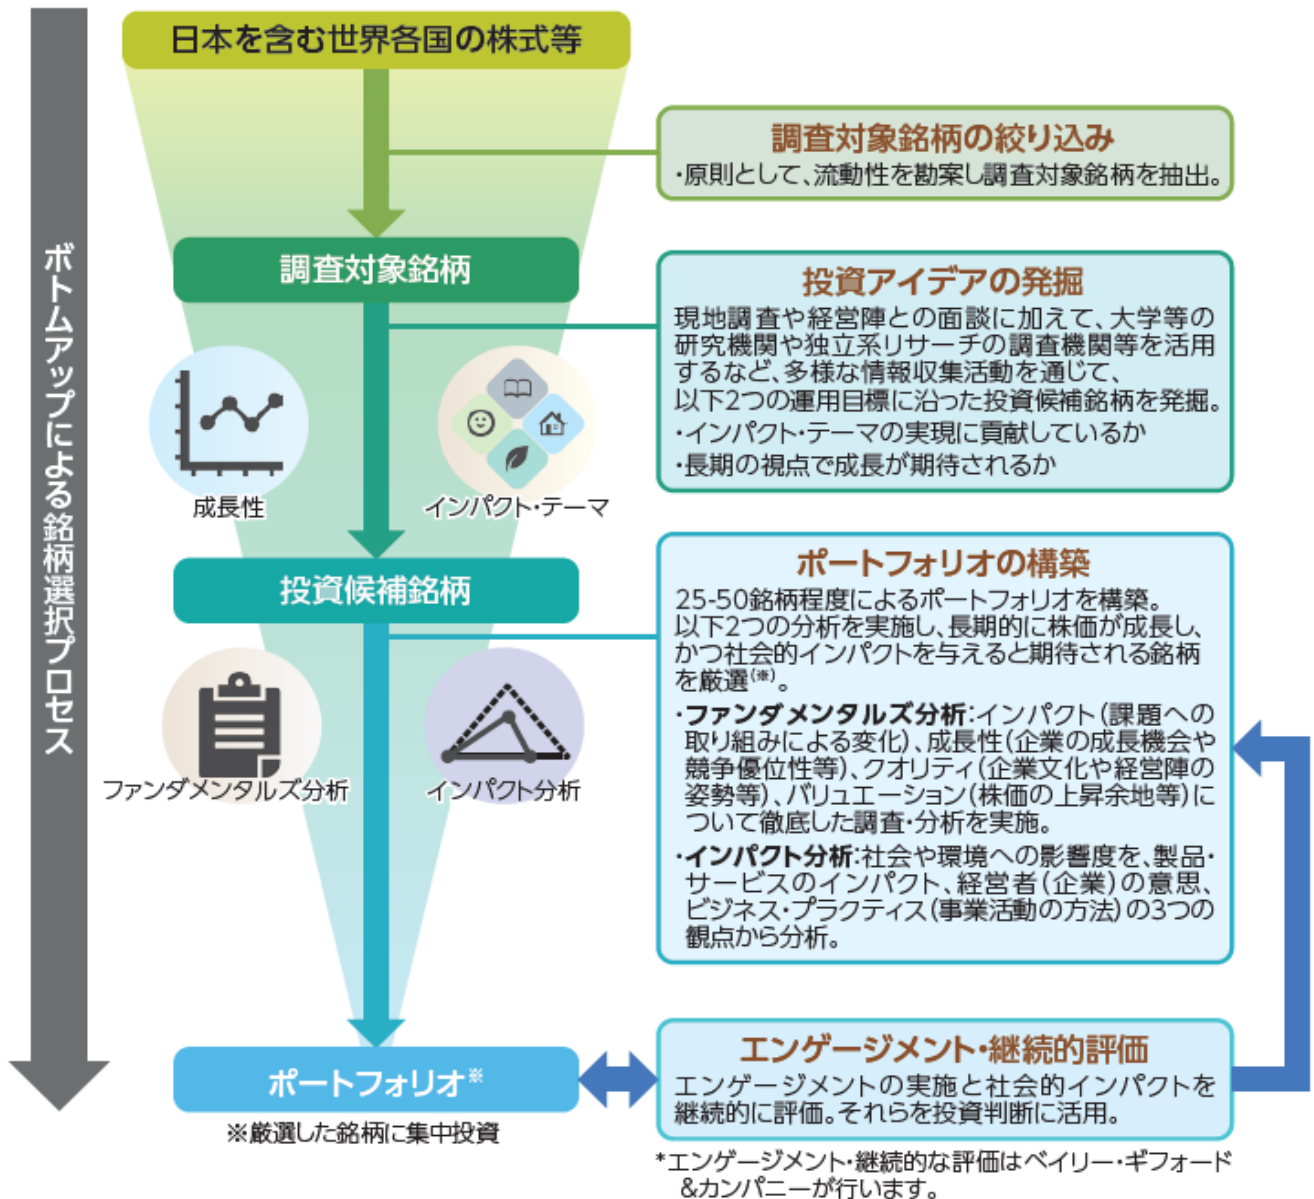 日本を含む世界各国の株式等
調査対象銘柄の絞り込み
・原則として、流動性を勘案し調査対象銘柄を抽出。
ボトムアップによる銘柄選択プロセス
調査対象銘柄
投資アイデアの発掘
現地調査や経営陣との面談に加えて、大学等の
研究機関や独立系リサーチの調査機関等を活用
するなど、多様な情報収集活動を通じて、
以下2つの運用目標に沿った投資候補銘柄を発掘。
・インパクト・テーマの実現に貢献しているか
・長期の視点で成長が期待されるか
成長性
インパクト・テーマ
投資候補銘柄
ポートフォリオの構築
25-50銘柄程度によるポートフォリオを構築。
以下2つの分析を実施し、長期的に株価が成長し、
かつ社会的インパクトを与えると期待される銘柄
を厳選(※)。
・ファンダメンタルズ分析:インパクト(課題への
取り組みによる変化)、成長性(企業の成長機会や
競争優位性等)、クオリティ(企業文化や経営陣の
姿勢等)、バリュエーション(株価の上昇余地等)に
ついて徹底した調査・分析を実施。
・インパクト分析:社会や環境への影響度を、製品・
サービスのインパクト、経営者(企業)の意思、
ビジネス・プラクティス(事業活動の方法)の3つの
観点から分析。
ファンダメンタルズ分析
インパクト分析
ポートフォリオ※
※厳選した銘柄に集中投資
エンゲージメント・継続的評価
エンゲージメントの実施と社会的インパクトを
継続的に評価。それらを投資判断に活用。
*エンゲージメント・継続的な評価はベイリー・ギフォード
&カンパニーが行います。